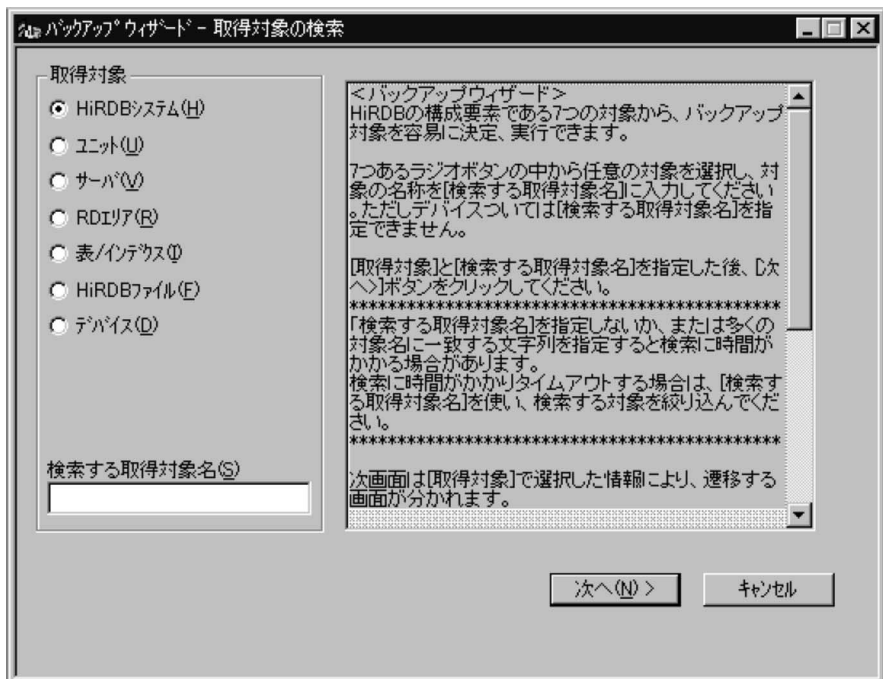 バックアップウィザード - 取得対象の検索
取得対象
HiRDBシステム(H)
ユニット(U)
サーバ(V)
RDエリア(R)
表/インデクス(I)
HiRDBファイル(F)
デバイス(D)
検索する取得対象名(S)
<バックアップウィザード>
HiRDBの構成要素である7つの対象から、バックアップ
対象を容易に決定、実行できます。
7つあるラジオボタンの中から任意の対象を選択し、対
象の名称を[検索する取得対象名]に入力してください
。ただしデバイスついては[検索する取得対象名]を指
定できません。
[取得対象]と[検索する取得対象名]を指定した後、[次
へ>]ボタンをクリックしてください。
*********************************************
「検索する取得対象名]を指定しないか、または多くの
対象名に一致する文字列を指定すると検索に時間が
かかる場合があります。
検索に時間がかかりタイムアウトする場合は、[検索す
る取得対象名]を使い、検索する対象を絞り込んでくだ
さい。
*********************************************
次画面は[取得対象]で選択した情報により、遷移する
画面が分かれます。
次へ(N) >
キャンセル